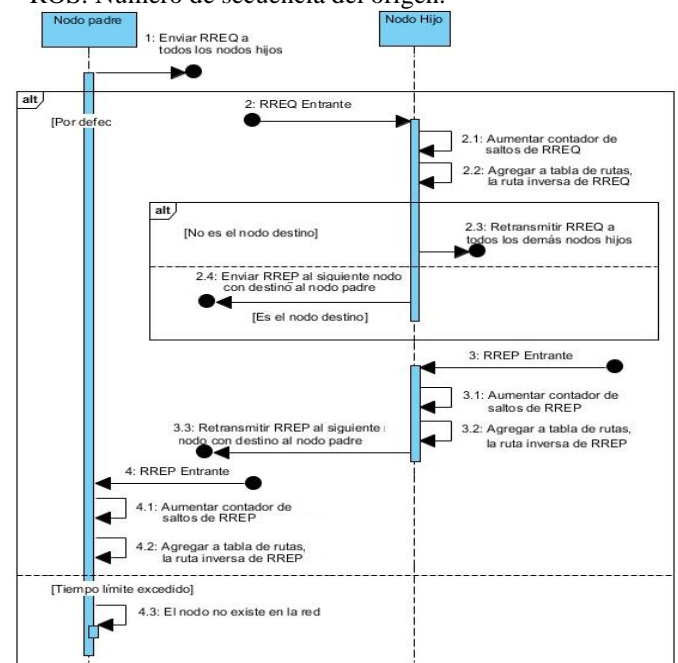 ROS: Número de secuencia del origen.
Nodo padre
Nodo Hijo
1: Enviar RREQ a
todos los nodos hijos
alt
2: RREQ Entrante
[Por defec
2.1: Aumentar contador de
saltos de RREQ
2.2: Agregar a tabla de rutas,
la ruta inversa de RREQ
alt
[No es el nodo destino]
2.3: Retransmitir RREQ a
todos los demás nodos hijos
2.4: Enviar RREP al siguiente nodo
con destino al nodo padre
[Es el nodo destino]
3: RREP Entrante
3.1: Aumentar contador de
saltos de RREP
3.2: Agregar a tabla de rutas,
la ruta inversa de RREP
3.3: Retransmitir RREP al siguiente
nodo con destino al nodo padre
4: RREP Entrante
4.1: Aumentar contador de
saltos de RREP
4.2: Agregar a tabla de rutas,
la ruta inversa de RREP
[Tiempo límite excedido]
4.3: El nodo no existe en la red